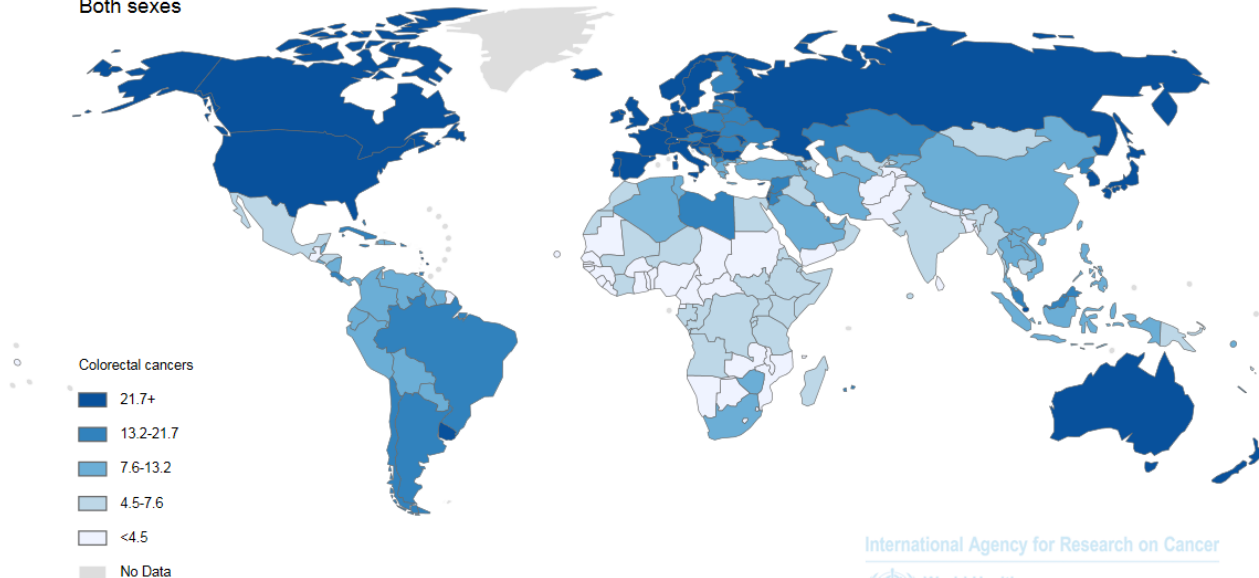 Both sexes
Colorectal cancers
21.7+
13.2-21.7
7.6-13.2
4.5-7.6
<4.5
No Data
International Agency for Research on Cancer